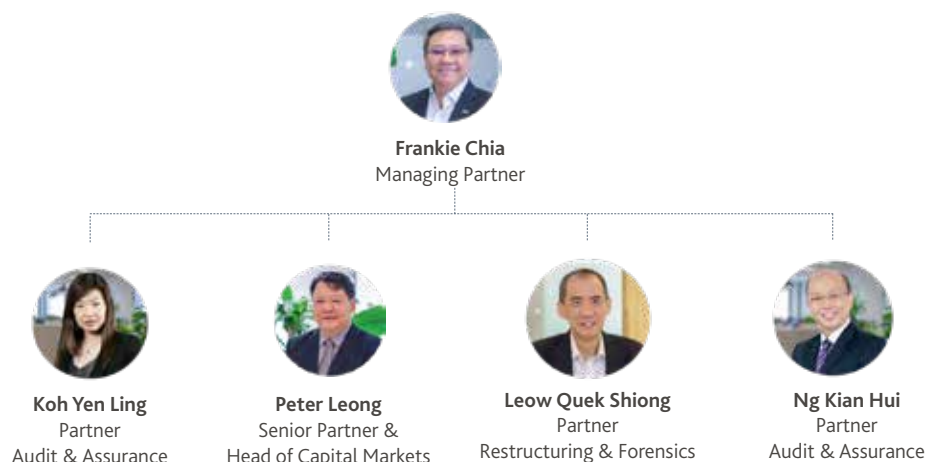 Frankie Chia
Managing Partner
Koh Yen Ling
Partner
Audit & Assurance
Peter Leong
Senior Partner &
Head of Capital Markets
Leow Quek Shiong
Partner
Restructuring & Forensics
Ng Kian Hui
Partner
Audit & Assurance